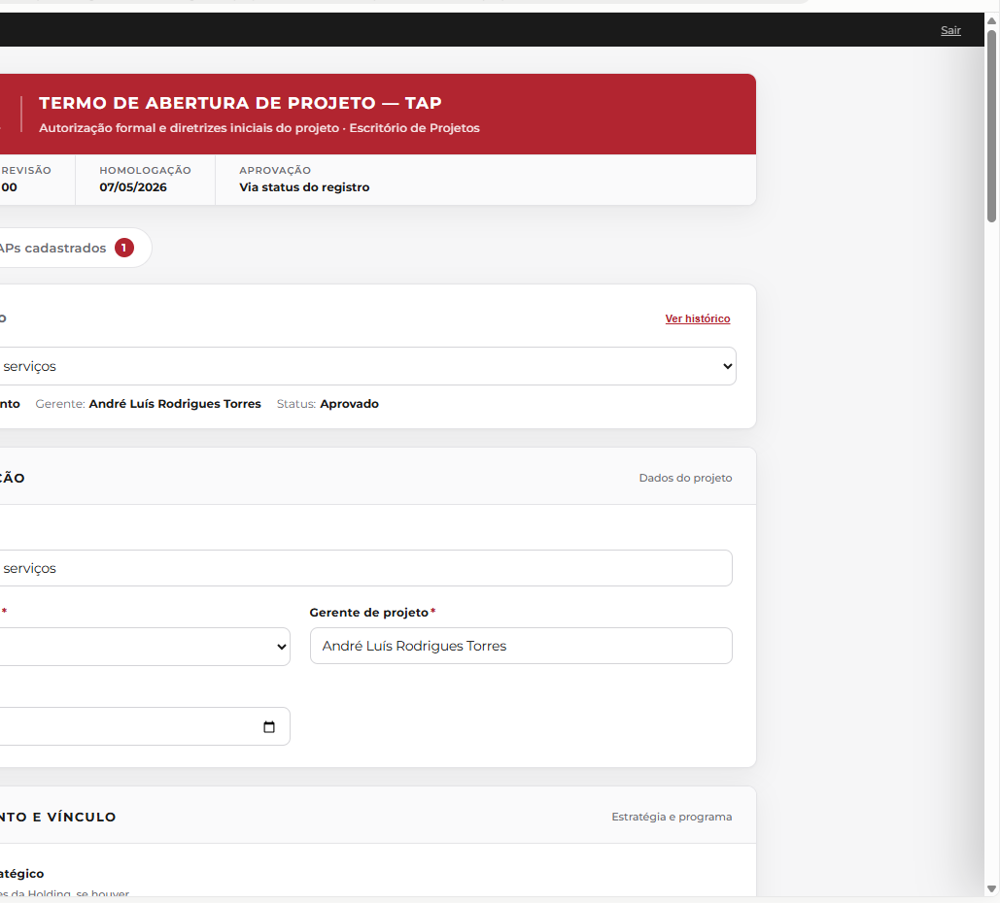 Sair
TERMO DE ABERTURA DE PROJETO — TAP
Autorização formal e diretrizes iniciais do projeto · Escritório de Projetos
REVISÃO HOMOLOGAÇÃO APROVAÇÃO
00 07/05/2026 Via status do registro
APs cadastrados 1
O Ver histórico
serviços
nto Gerente: André Luís Rodrigues Torres Status: Aprovado
ÇÃO Dados do projeto
serviços
* Gerente de projeto *
André Luís Rodrigues Torres
NTO E VÍNCULO Estratégia e programa
atégico
es da Holding, se houver